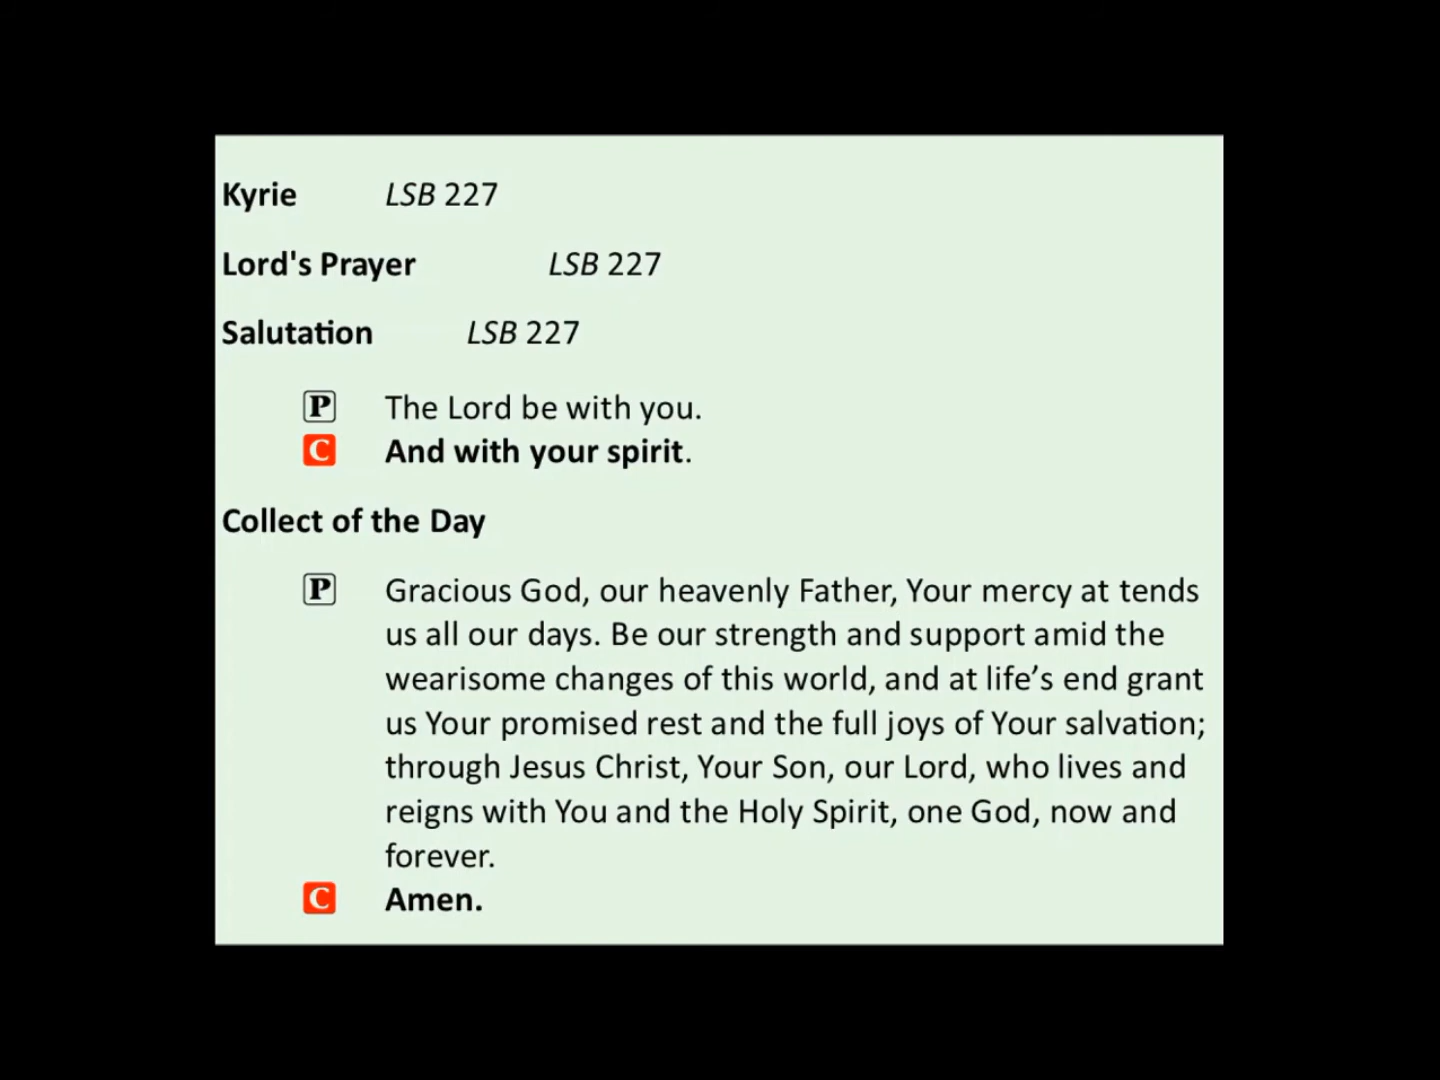 Kyrie LSB 227
Lord's Prayer LSB 227
Salutation LSB 227
P The Lord be with you.
C And with your spirit.
Collect of the Day
P Gracious God, our heavenly Father, Your mercy at tends
us all our days. Be our strength and support amid the
wearisome changes of this world, and at life’s end grant
us Your promised rest and the full joys of Your salvation;
through Jesus Christ, Your Son, our Lord, who lives and
reigns with You and the Holy Spirit, one God, now and
forever.
C Amen.